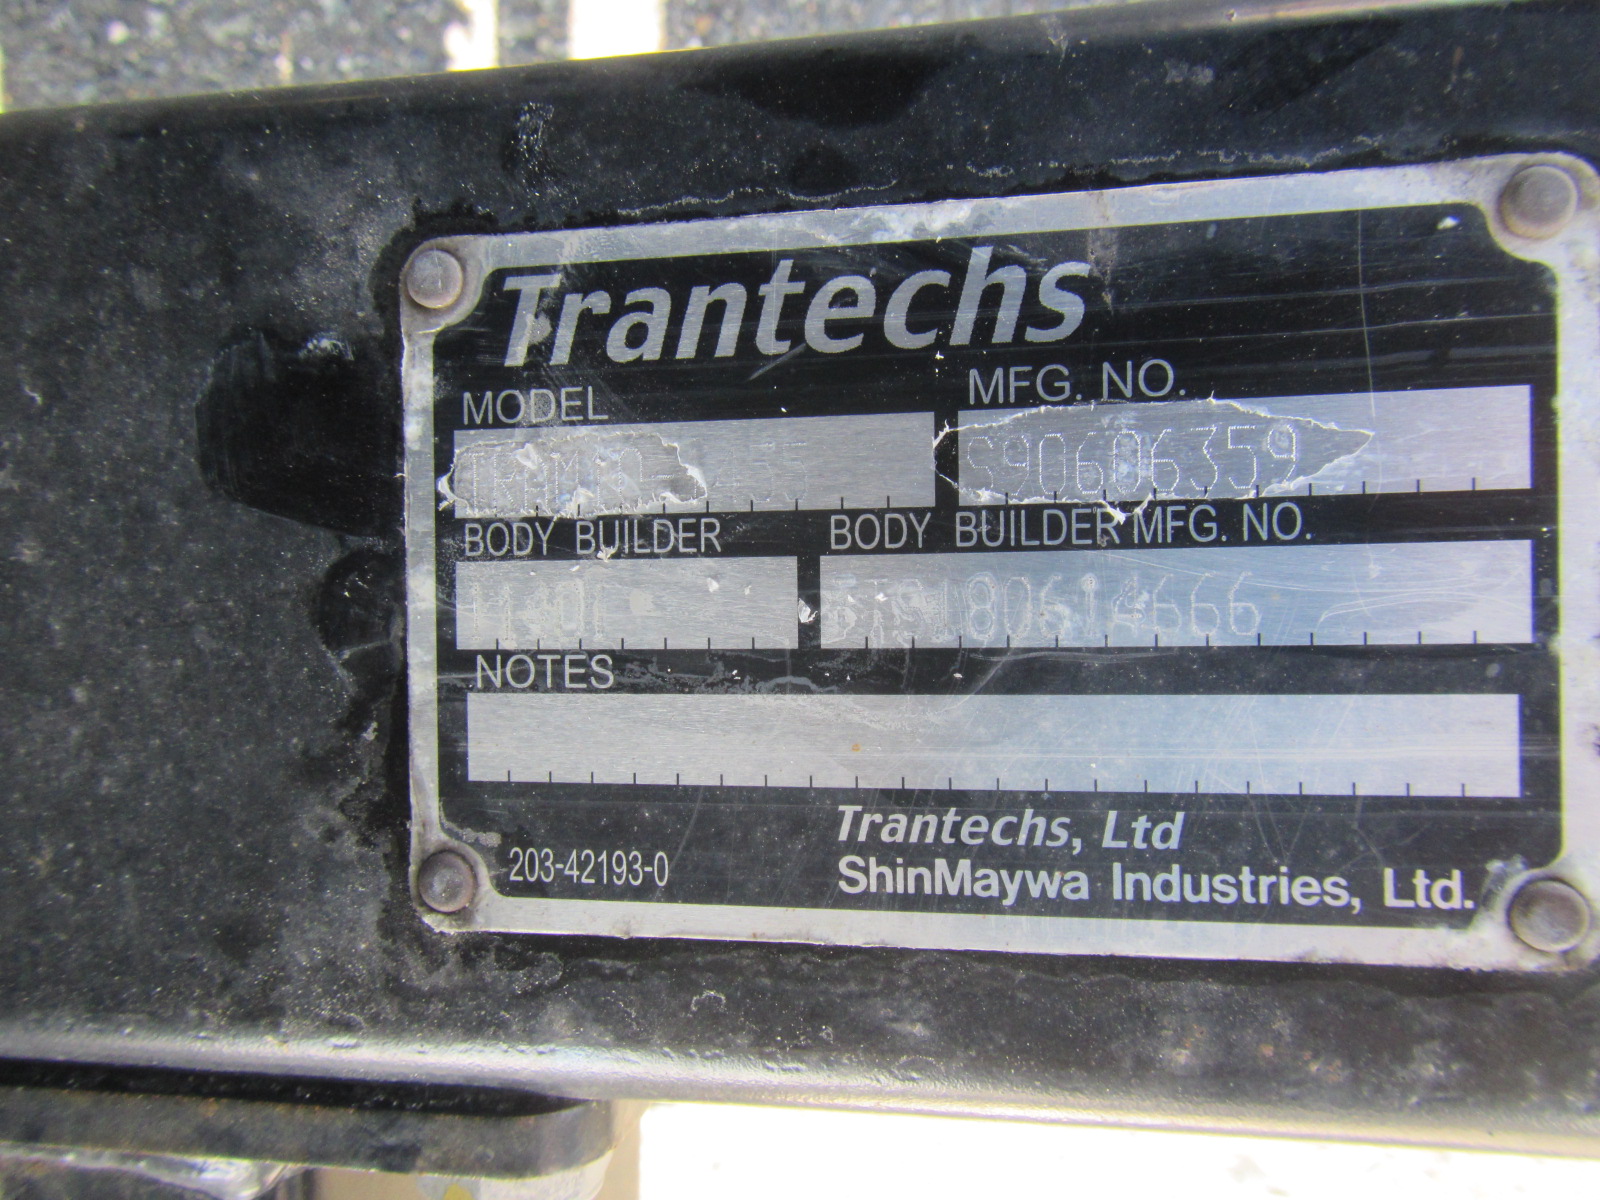 Trantechs
MODEL MFG. NO.
S90606359
BODY BUILDER BODY BUILDER MFG. NO.
NOTES
Trantechs, Ltd
203-42193-0 ShinMaywa Industries, Ltd.